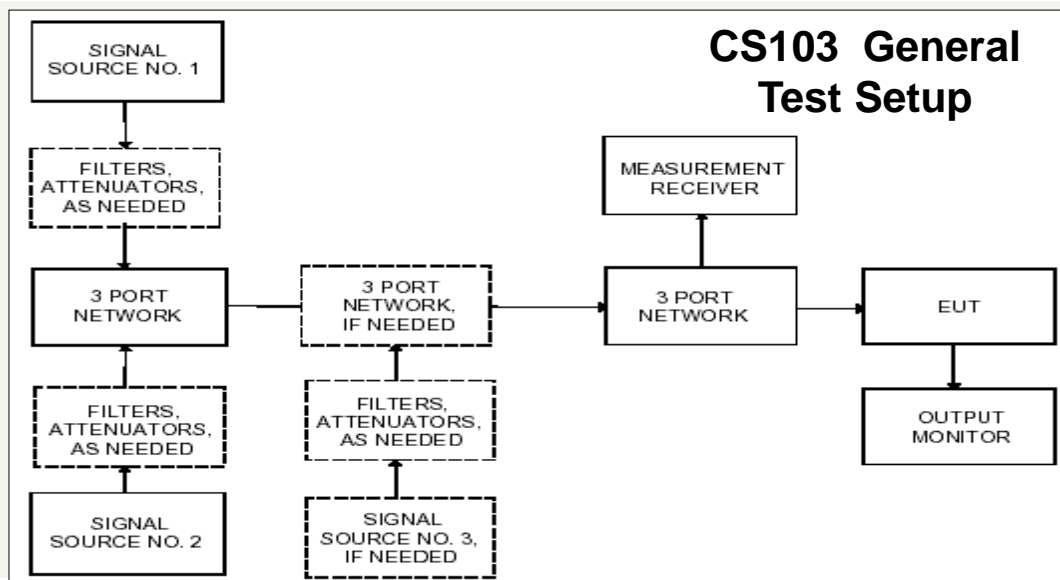 CS103 General
Test Setup
SIGNAL
SOURCE NO. 1
FILTERS,
ATTENUATORS,
AS NEEDED
MEASUREMENT
RECEIVER
3 PORT
NETWORK
3 PORT
NETWORK,
IF NEEDED
3 PORT
NETWORK
EUT
FILTERS,
ATTENUATORS,
AS NEEDED
FILTERS,
ATTENUATORS,
AS NEEDED
OUTPUT
MONITOR
SIGNAL
SOURCE NO. 2
SIGNAL
SOURCE NO. 3,
IF NEEDED